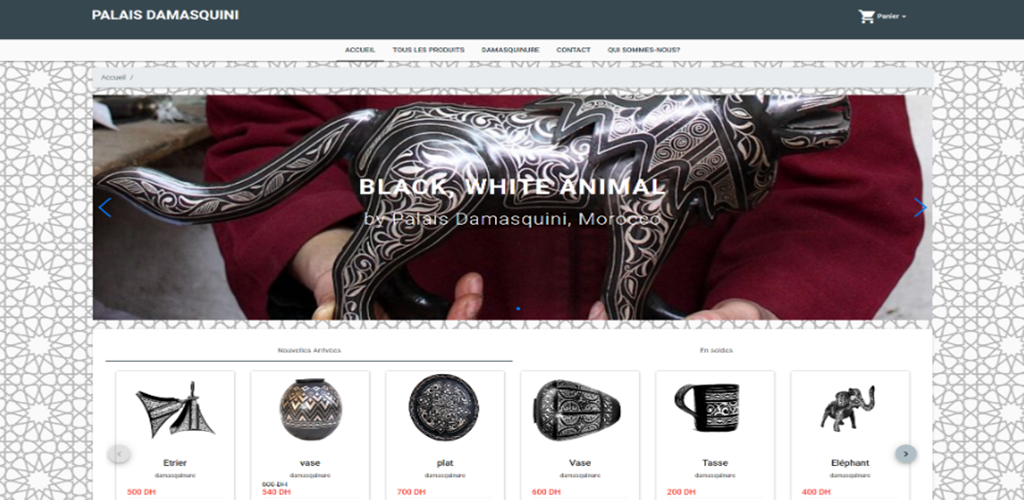 PALAIS DAMASQUINI
Panier
ACCUEIL TOUS LES PRODUITS DAMASQUINURE CONTACT QUI SOMMES-NOUS?
Accueil /
BLACK, WHITE ANIMAL
by Palais Damasquini, Morocco
Nouvelles Arrivées En soldes
Etrier vase plat Vase Tasse Eléphant
damasquinure damasquinure damasquinure damasquinure damasquinure damasquinure
500 DH 540 DH 700 DH 600 DH 200 DH 400 DH